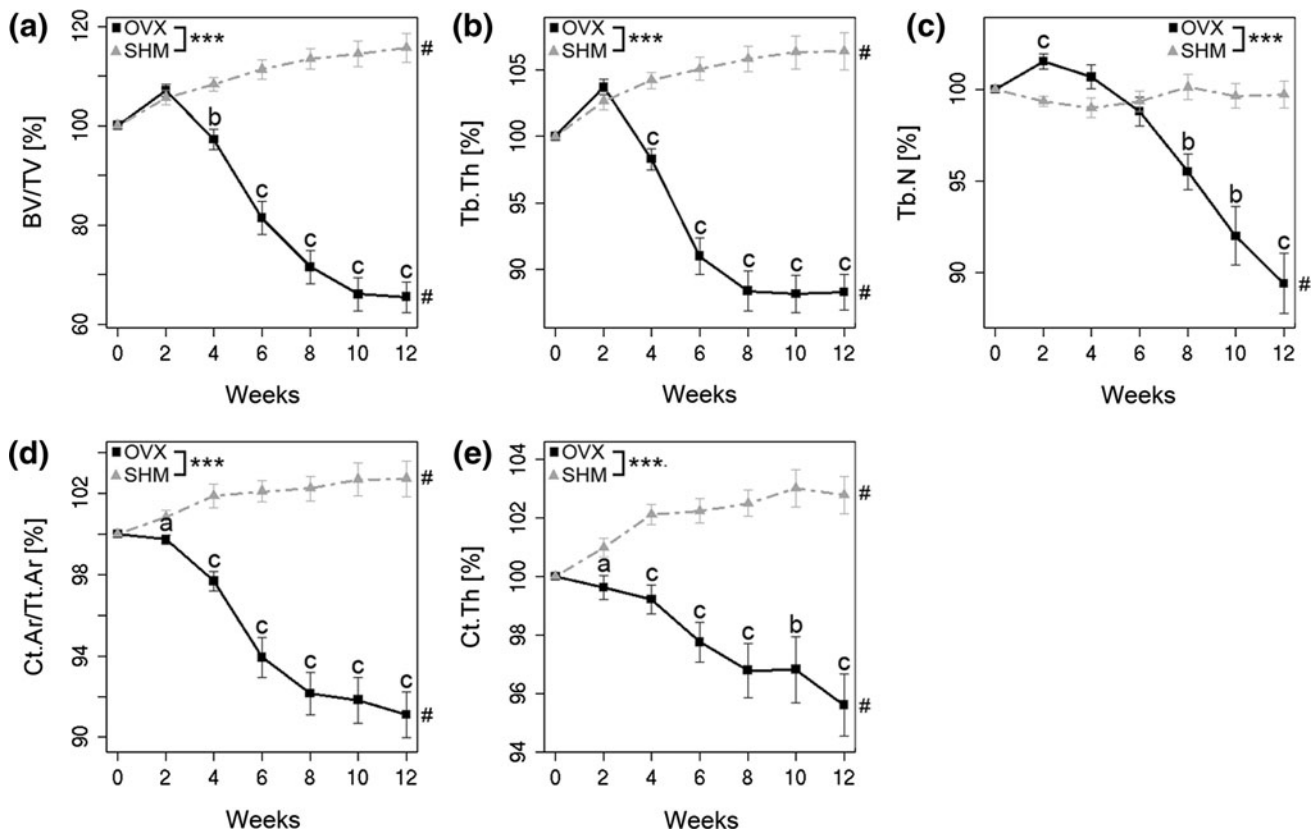 (a)
OVX
SHM
***
#
b
c
c
c
c
#
BV/TV [%]
120
100
80
60
0 2 4 6 8 10 12
Weeks
(b)
OVX
SHM
***
#
c
c
c
c
c
#
Tb.Th [%]
105
100
95
90
0 2 4 6 8 10 12
Weeks
(c)
OVX
SHM
***
c
b
b
c
#
Tb.N [%]
100
95
90
0 2 4 6 8 10 12
Weeks
(d)
OVX
SHM
***
#
a
c
c
c
c
c
#
Ct.Ar/Tt.Ar [%]
102
98
94
90
0 2 4 6 8 10 12
Weeks
(e)
OVX
SHM
***.
#
a
c
c
c
b
c
#
Ct.Th [%]
104
102
100
98
96
94
0 2 4 6 8 10 12
Weeks